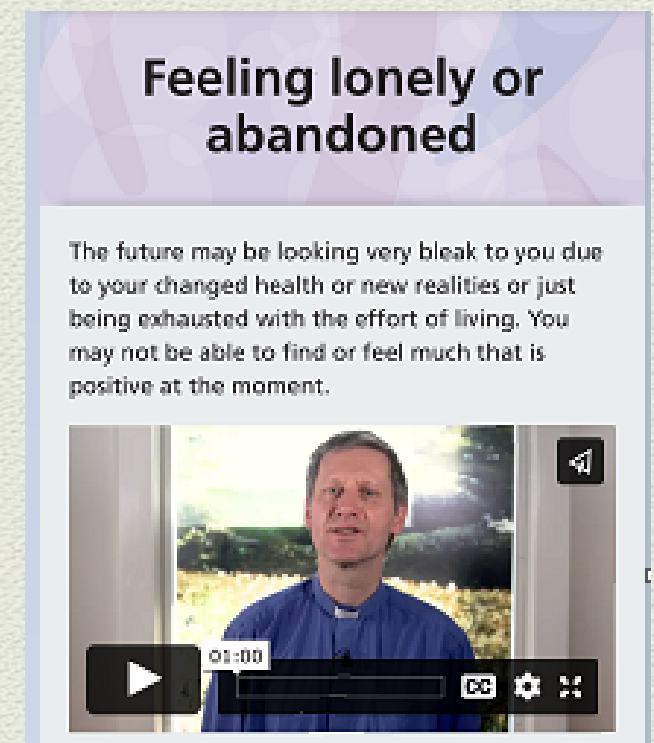 Feeling lonely or
abandoned
The future may be looking very bleak to you due
to your changed health or new realities or just
being exhausted with the effort of living. You
may not be able to find or feel much that is
positive at the moment.
01:00
CC